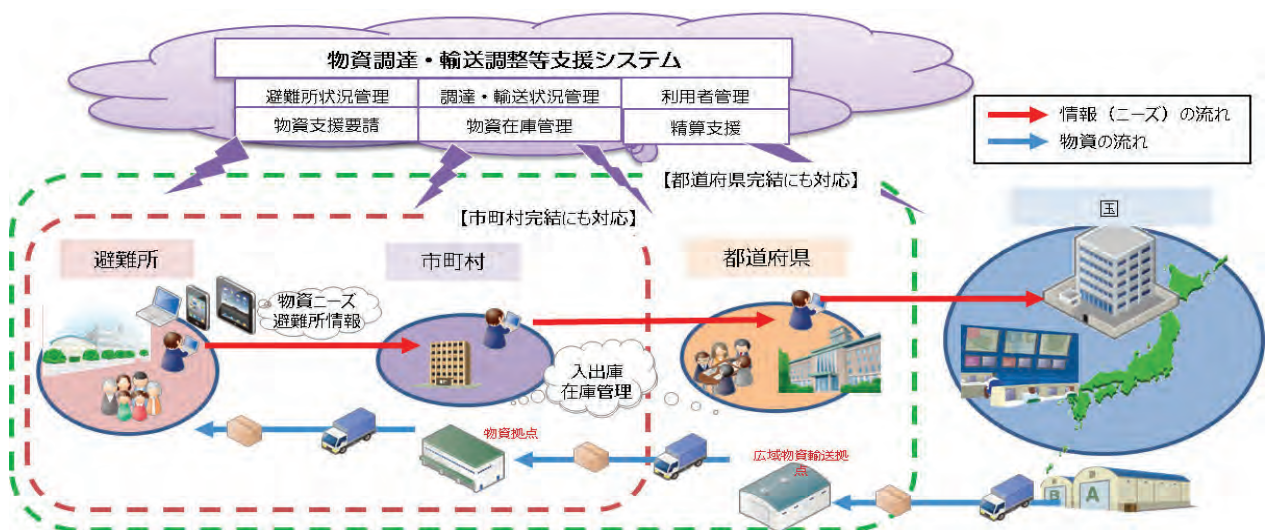 物資調達・輸送調整等支援システム
避難所状況管理
調達・輸送状況管理
利用者管理
物資支援要請
物資在庫管理
精算支援
情報(ニーズ)の流れ
物資の流れ
【都道府県完結にも対応】
【市町村完結にも対応】
国
避難所
市町村
都道府県
物資ニーズ
避難所情報
入出庫
在庫管理
物資拠点
広域物資輸送拠
点
B
A